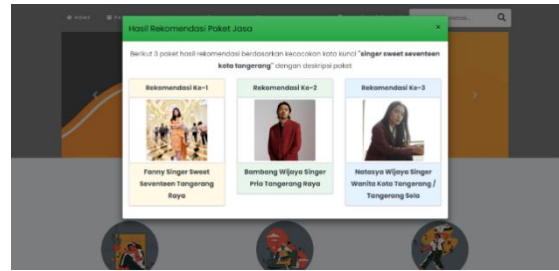 HOME
Hasil Rekomendasi Paket Jasa
×
Berikut 3 paket hasil rekomendasi berdasarkan kecocokan kata kunci "singer sweet seventeen
kota tangerang" dengan deskripsi paket
Rekomendasi Ke-1
Rekomendasi Ke-2
Rekomendasi Ke-3
Fanny Singer Sweet
Seventeen Tangerang
Raya
Bambang Wijaya Singer
Pria Tangerang Raya
Natasya Wijaya Singer
Wanita Kota Tangerang /
Tangerang Sela